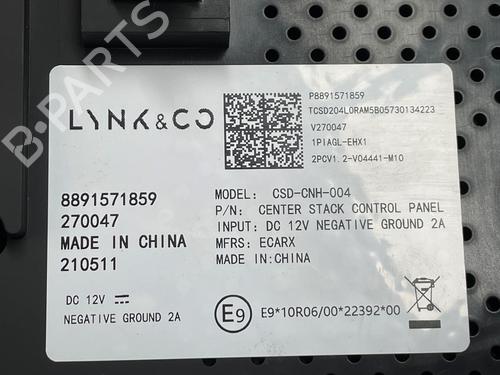 LYNK&CO
P8891571859
TCSD204L0RAM5B05730134223
V270047
1PIAGL-EHX1
2PCV1.2-V04441-M10
8891571859
270047
MADE IN CHINA
210511
MODEL: CSD-CNH-004
P/N: CENTER STACK CONTROL PANEL
INPUT: DC 12V NEGATIVE GROUND 2A
MFRS: ECARX
MADE IN:CHINA
DC 12V
NEGATIVE GROUND 2A
E9
E9*10R06/00*22392*00
B-PARTS